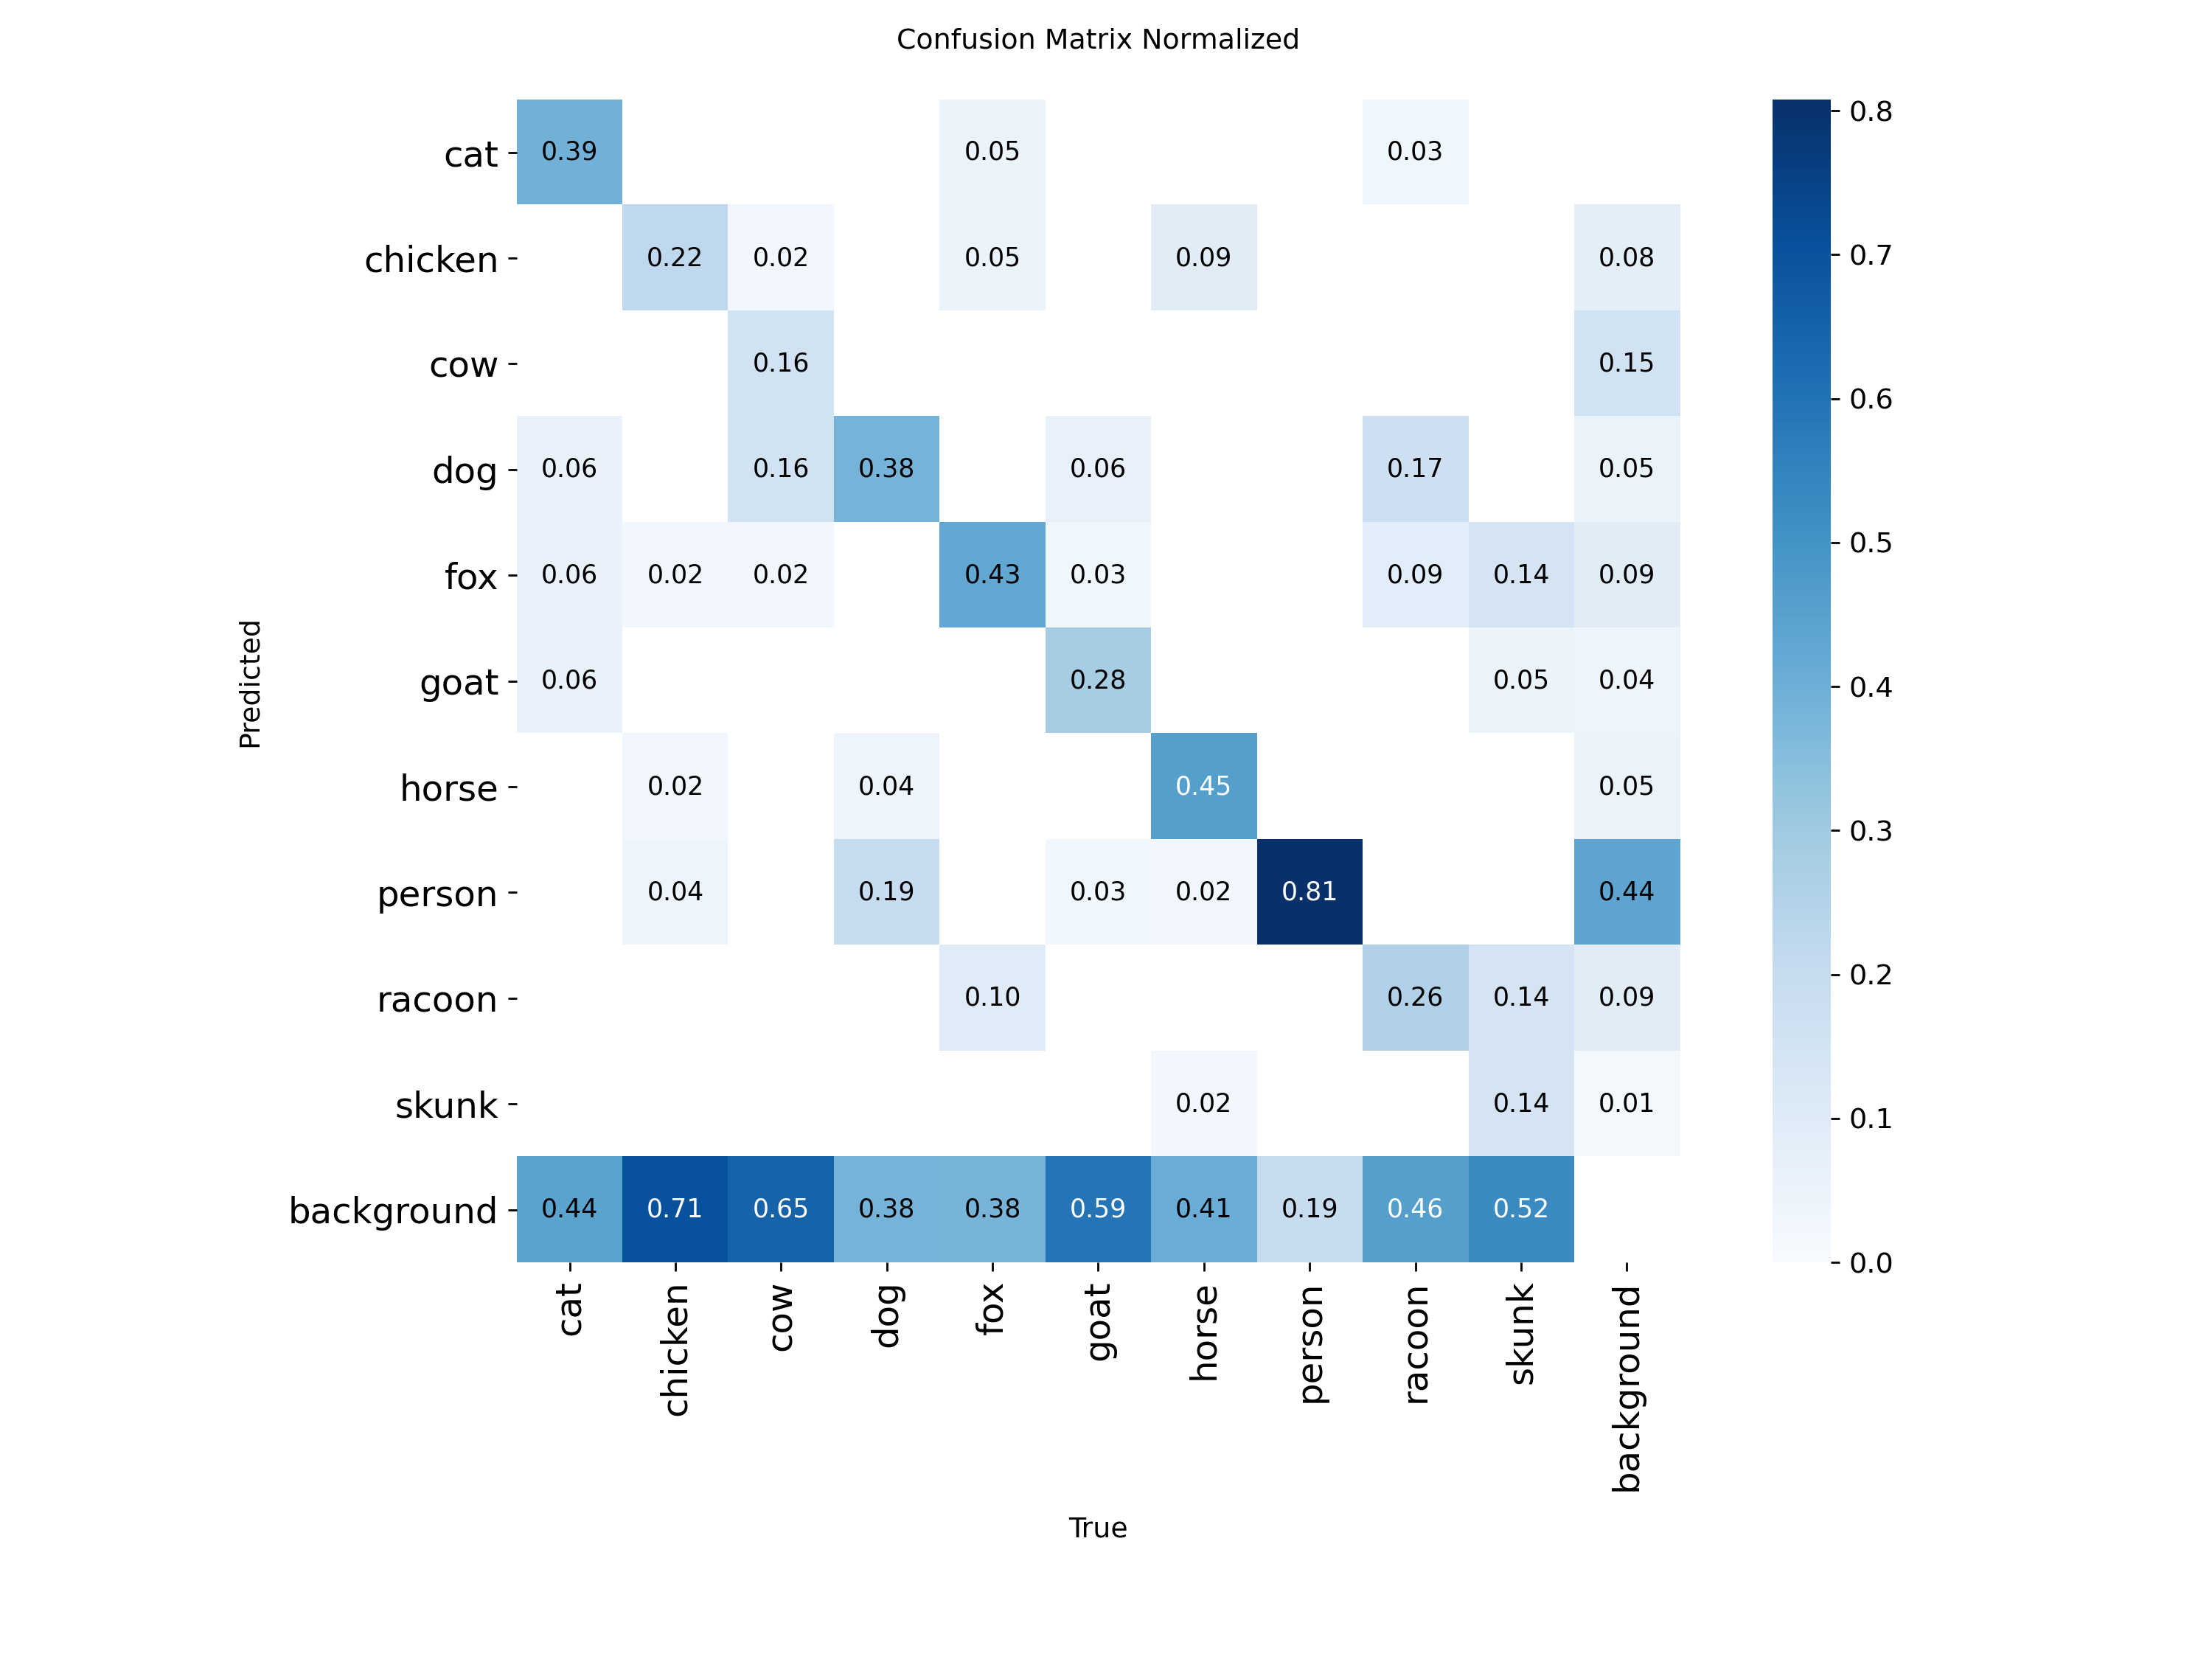 Confusion Matrix Normalized
cat 0.39 0.05 0.03
chicken 0.22 0.02 0.05 0.09 0.08
cow 0.16 0.15
dog 0.06 0.16 0.38 0.06 0.17 0.05
fox 0.06 0.02 0.02 0.43 0.03 0.09 0.14 0.09
goat 0.06 0.28 0.05 0.04
horse 0.02 0.04 0.45 0.05
person 0.04 0.19 0.03 0.02 0.81 0.44
racoon 0.10 0.26 0.14 0.09
skunk 0.02 0.14 0.01
background 0.44 0.71 0.65 0.38 0.38 0.59 0.41 0.19 0.46 0.52
cat chicken cow dog fox goat horse person racoon skunk background
Predicted
True
0.8
0.7
0.6
0.5
0.4
0.3
0.2
0.1
0.0